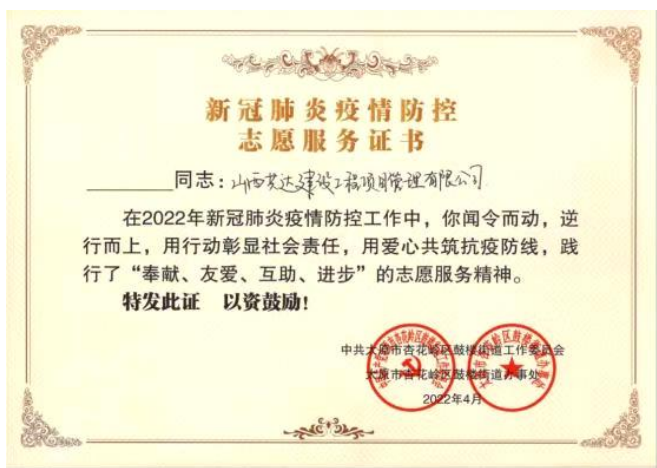 新冠肺炎疫情防控
志愿服务证书
同志：山西艺达建设工程项目管理有限公司
在2022年新冠肺炎疫情防控工作中，你闻令而动，逆
行而上，用行动彰显社会责任，用爱心共筑抗疫防线，践
行了“奉献、友爱、互助、进步”的志愿服务精神。
特发此证 以资鼓励！
中共太原市杏花岭区鼓楼街道工作委员会
太原市杏花岭区鼓楼街道办事处
2022年4月